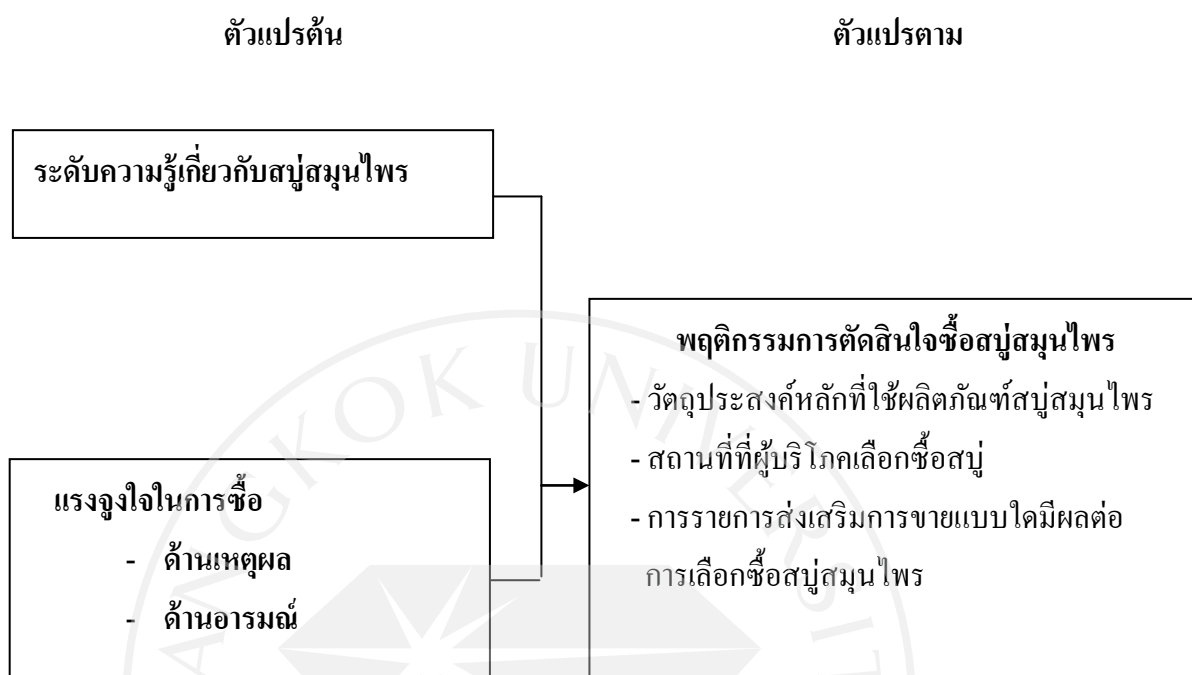 ตัวแปรต้น
ตัวแปรตาม
ระดับความรู้เกี่ยวกับสบู่สมุนไพร
แรงจูงใจในการซื้อ
- ด้านเหตุผล
- ด้านอารมณ์
พฤติกรรมการตัดสินใจซื้อสบู่สมุนไพร
- วัตถุประสงค์หลักที่ใช้ผลิตภัณฑ์สบู่สมุนไพร
- สถานที่ที่ผู้บริโภคเลือกซื้อสบู่
- การรายการส่งเสริมการขายแบบใดมีผลต่อ
การเลือกซื้อสบู่สมุนไพร
ANGKOK UNIVERSIT